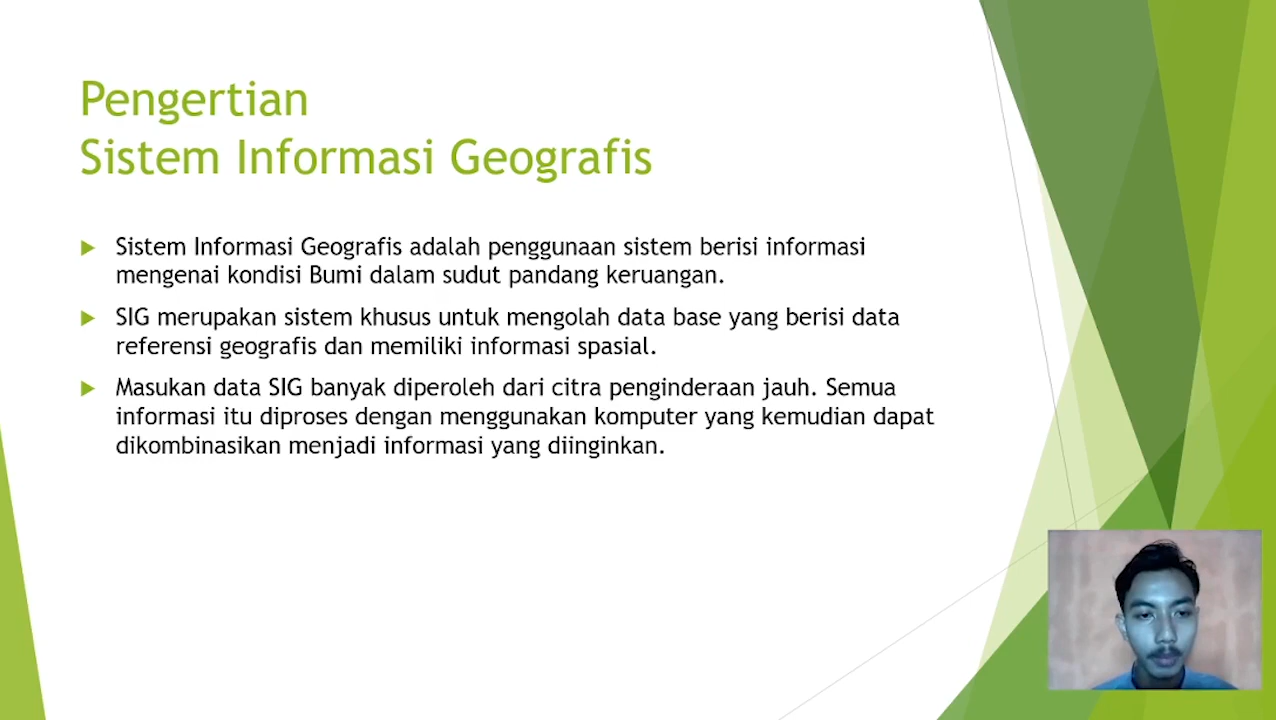 Pengertian
Sistem Informasi Geografis
Sistem Informasi Geografis adalah penggunaan sistem berisi informasi
mengenai kondisi Bumi dalam sudut pandang keruangan.
SIG merupakan sistem khusus untuk mengolah data base yang berisi data
referensi geografis dan memiliki informasi spasial.
Masukan data SIG banyak diperoleh dari citra penginderaan jauh. Semua
informasi itu diproses dengan menggunakan komputer yang kemudian dapat
dikombinasikan menjadi informasi yang diinginkan.